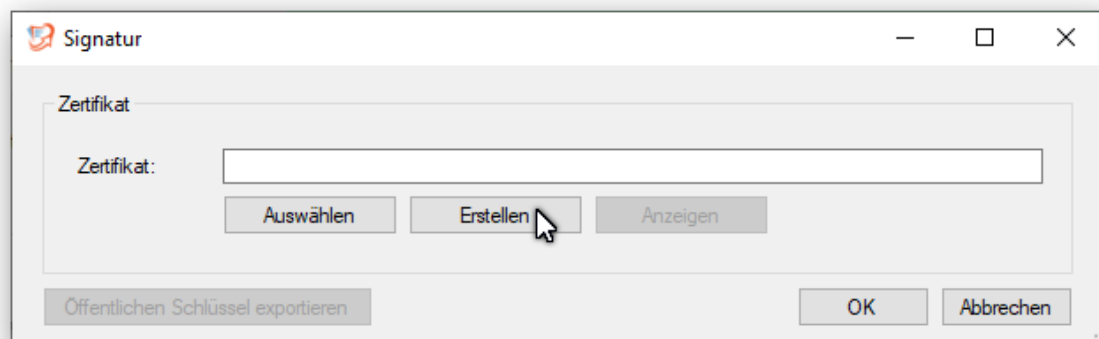 Signatur
Zertifikat
Zertifikat:
Auswählen Erstellen Anzeigen
Öffentlichen Schlüssel exportieren OK Abbrechen